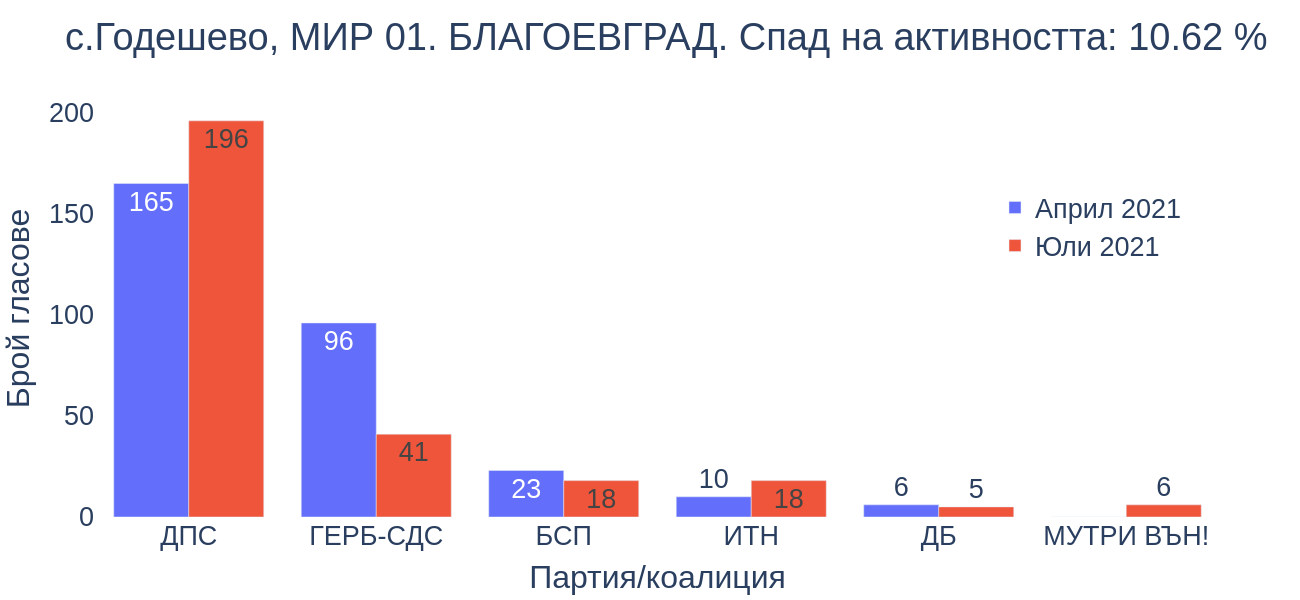 с.Годешево, МИР 01. БЛАГОЕВГРАД. Спад на активността: 10.62 %
Брой гласове
200
150
100
50
0
165
196
96
41
23
18
10
18
6
5
6
Април 2021
Юли 2021
ДПС
ГЕРБ-СДС
БСП
ИТН
ДБ
МУТРИ ВЪН!
Партия/коалиция